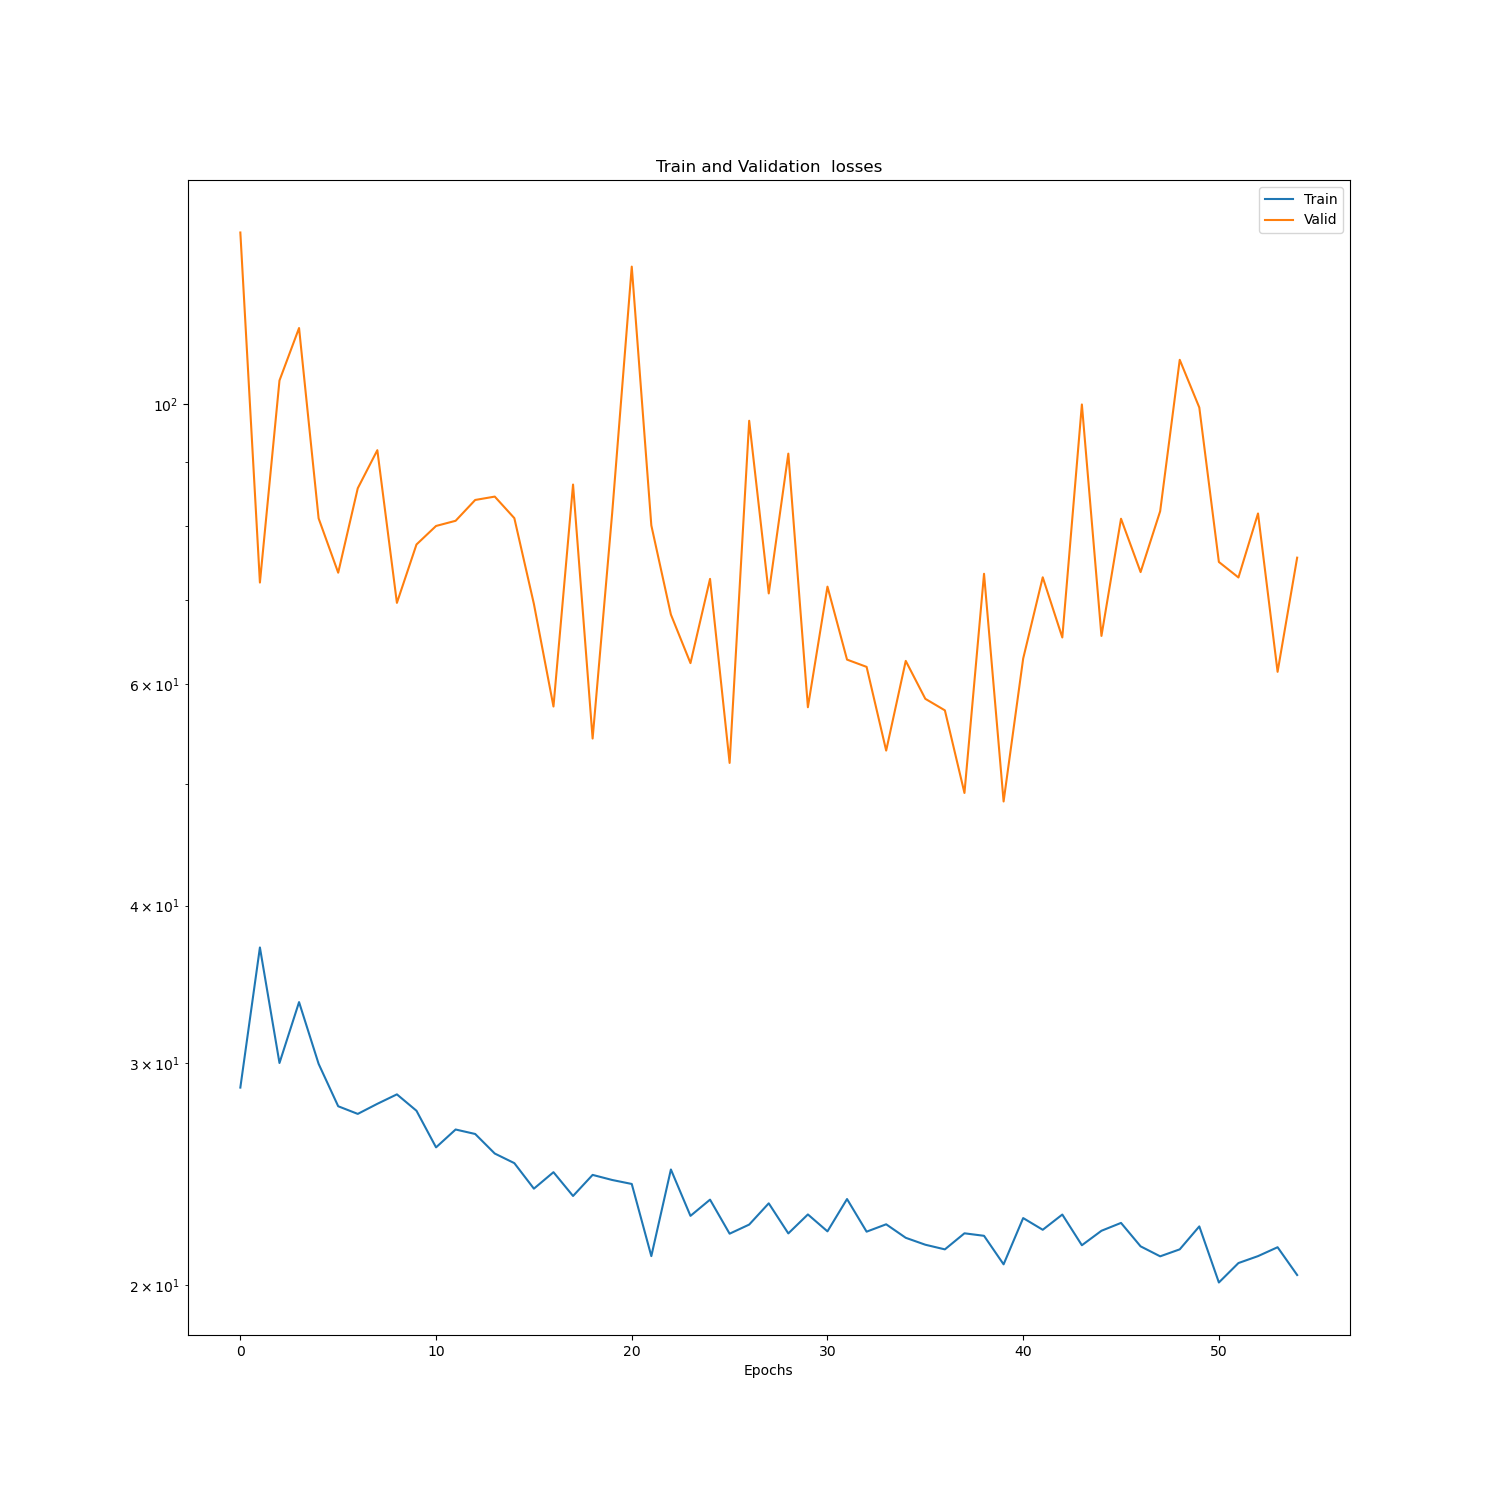 Train and Validation  losses
Train
Valid
10²
6 × 10¹
4 × 10¹
3 × 10¹
2 × 10¹
0 10 20 30 40 50
Epochs